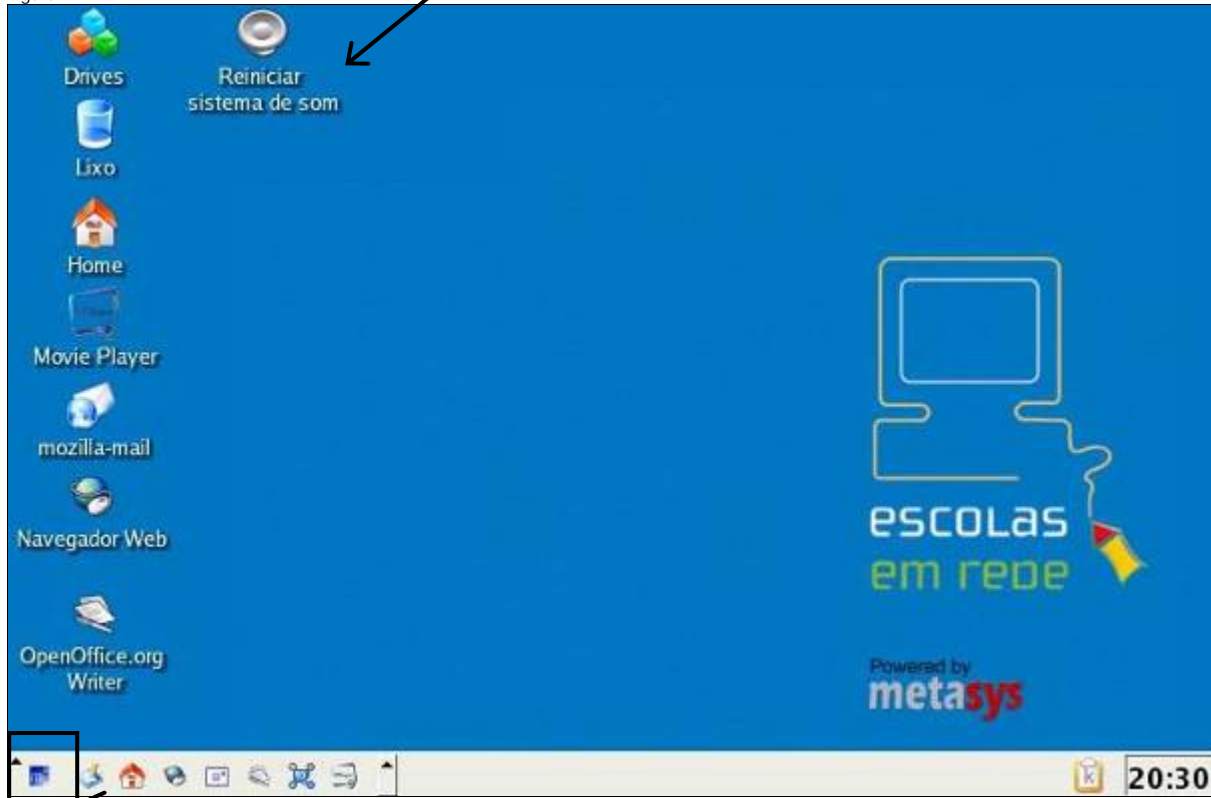 Drives
Reiniciar
sistema de som
Lixo
Home
Movie Player
mozilla-mail
Navegador Web
OpenOffice.org
Writer
escolas
em rede
Powered by
metasys
20:30